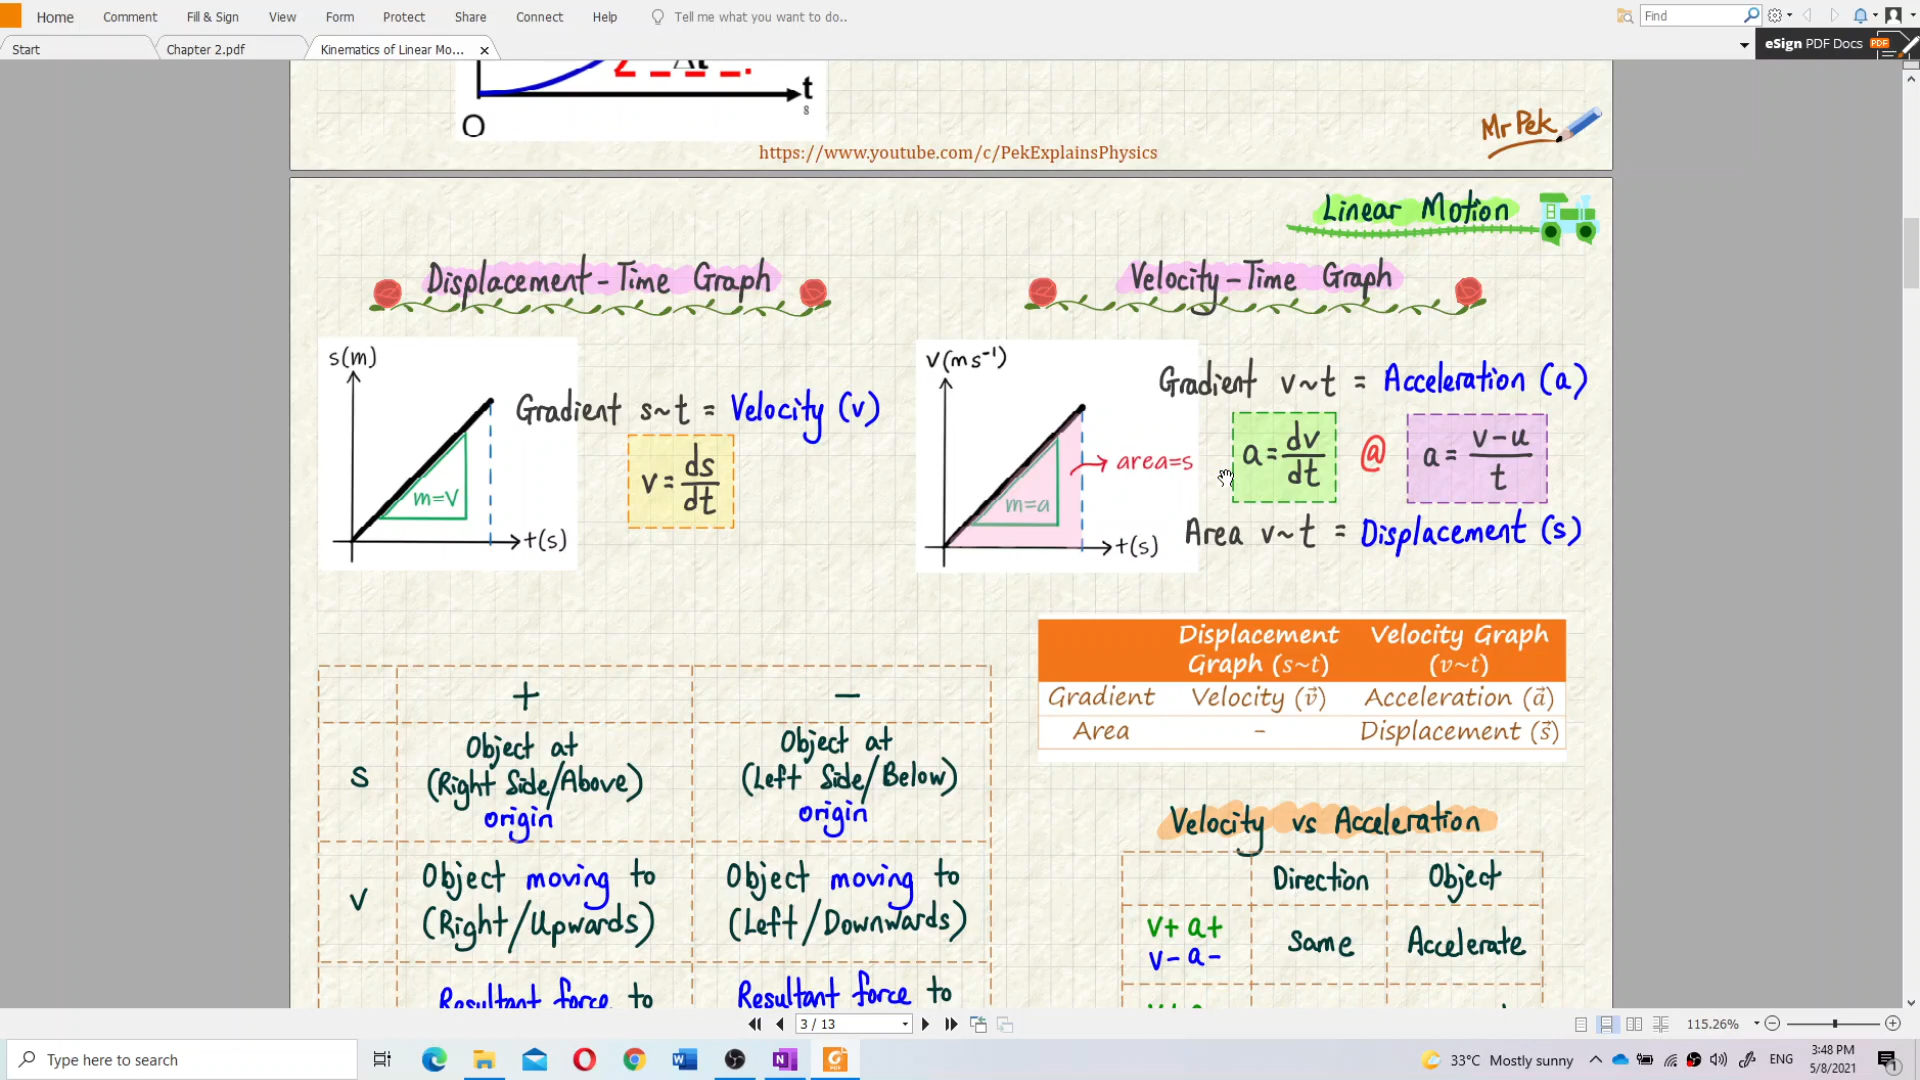 Home Comment Fill & Sign View Form Protect Share Connect Help Tell me what you want to do.. Find
Start Chapter 2.pdf Kinematics of Linear Mo... eSign PDF Docs PDF
Δt
t
s
O
Mr Pek
https://www.youtube.com/c/PekExplainsPhysics
Linear Motion
Displacement-Time Graph
s(m)
Gradient s~t = Velocity (v)
v = ds/dt
m=v
t(s)
Velocity-Time Graph
v(ms⁻¹)
Gradient v~t = Acceleration (a)
a = dv/dt @ a = v-u/t
area=s
m=a
t(s)
Area v~t = Displacement (s)
Displacement Graph (s~t) Velocity Graph (v~t)
Gradient Velocity (v⃗) Acceleration (a⃗)
Area - Displacement (s⃗)
+ −
s
Object at
(Right Side/Above)
origin
Object at
(Left Side/Below)
origin
v
Object moving to
(Right/Upwards)
Object moving to
(Left/Downwards)
Resultant force to
Resultant force to
Velocity vs Acceleration
Direction Object
v+ a+
v- a-
Same Accelerate
3 / 13
115.26%
Type here to search
33°C Mostly sunny
ENG
3:48 PM
5/8/2021
1